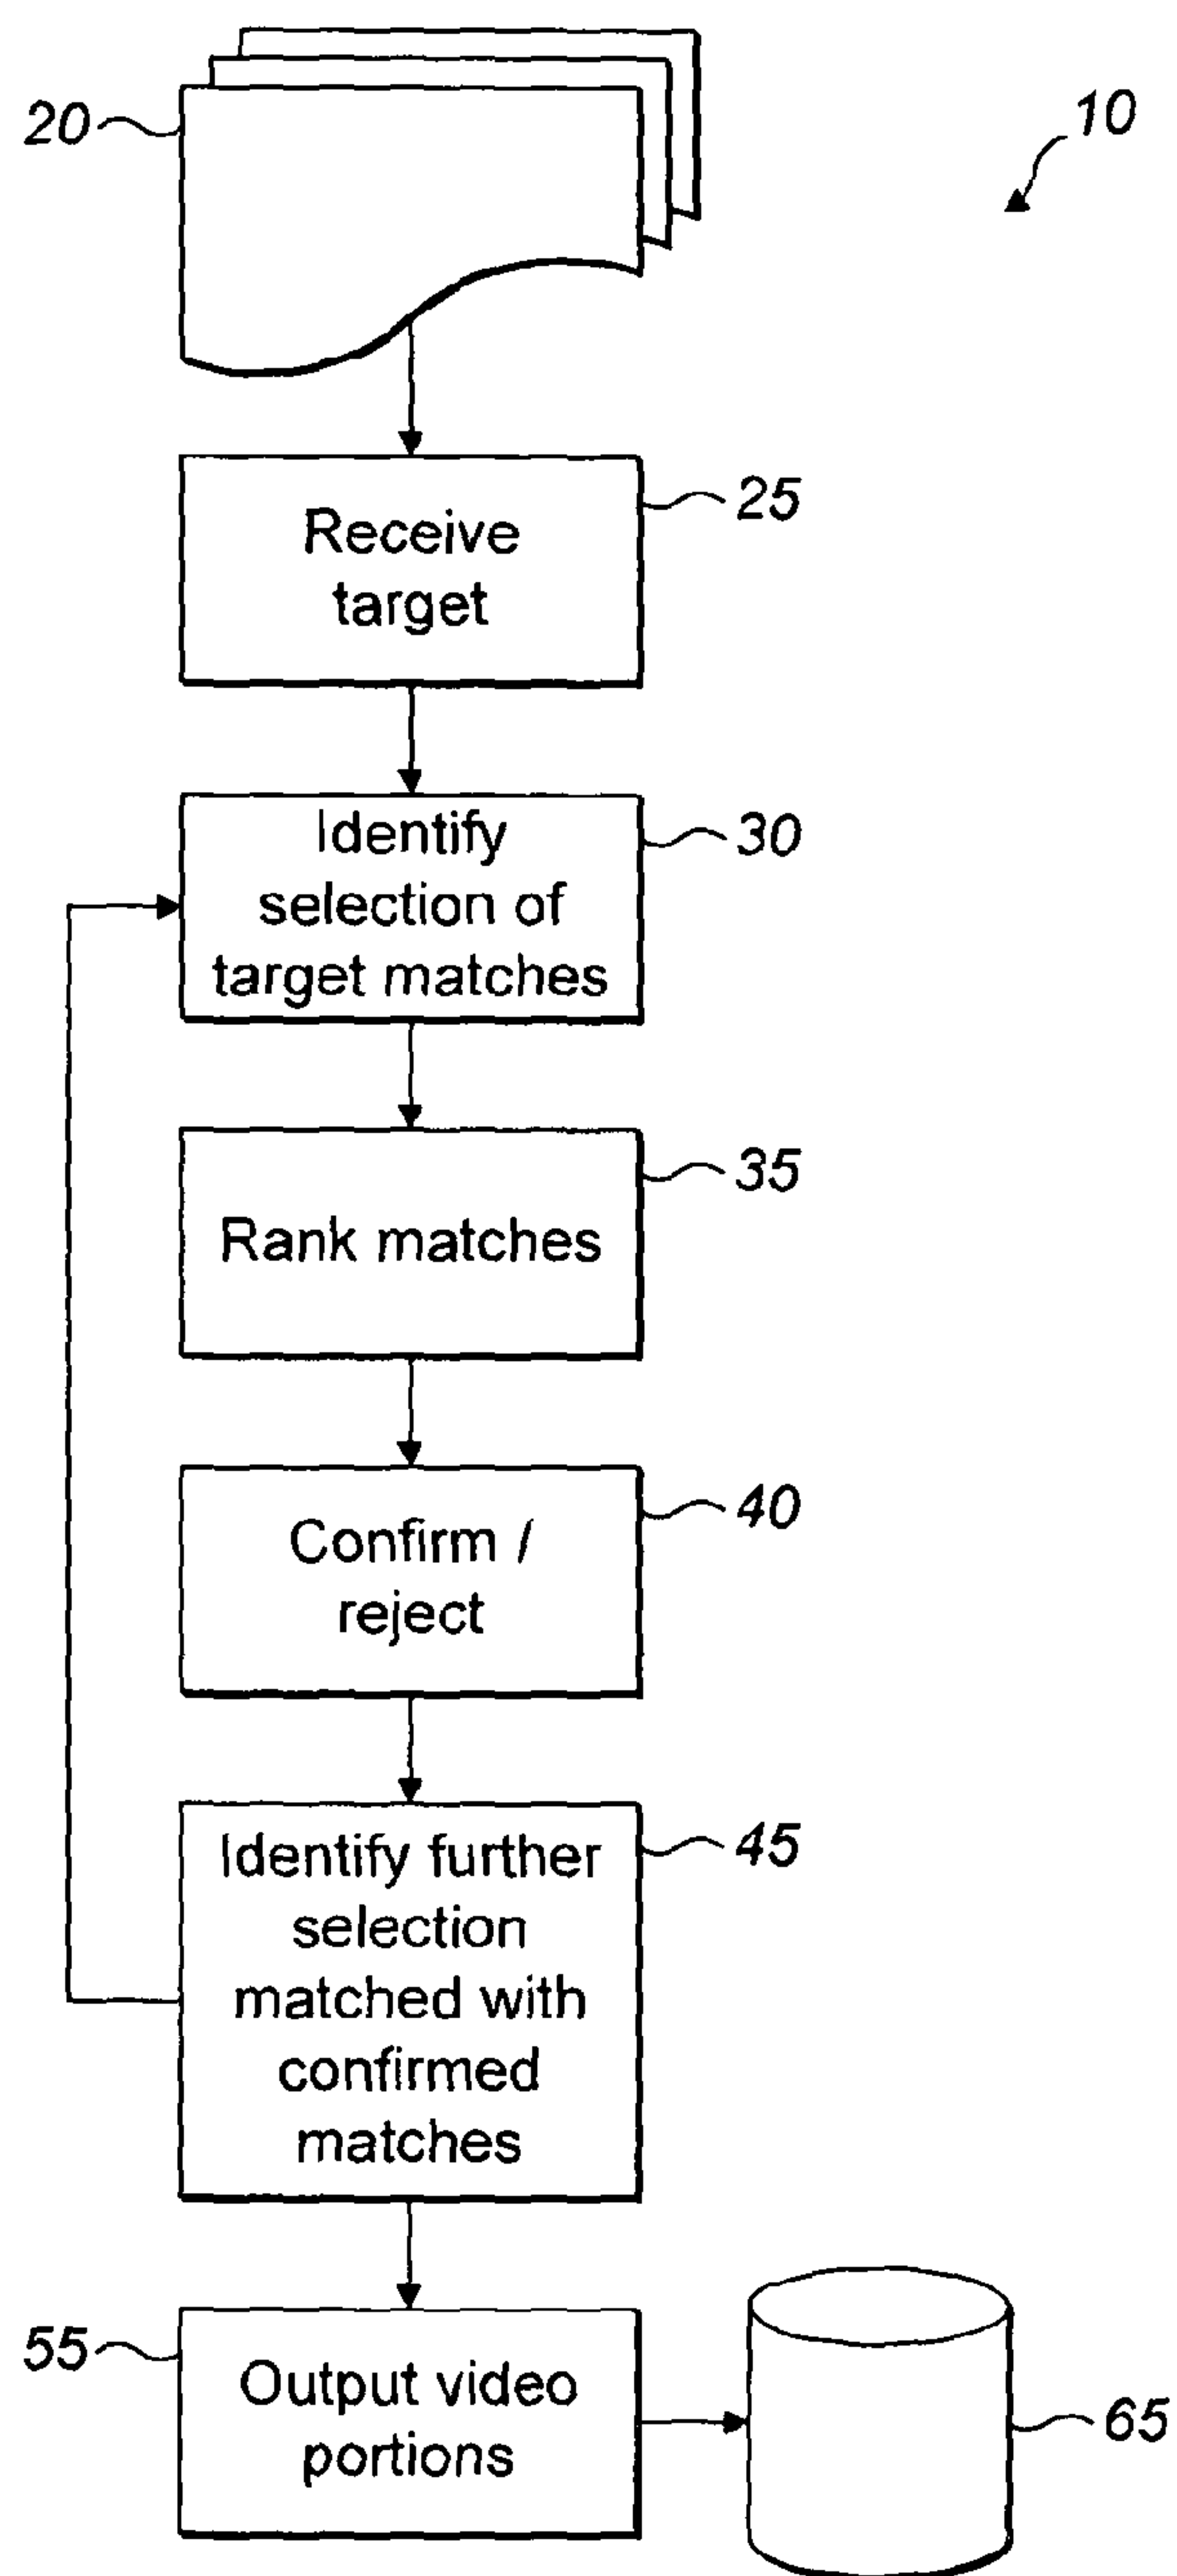 20
10
Receive
target
25
Identify
selection of
target matches
30
Rank matches
35
Confirm /
reject
40
Identify further
selection
matched with
confirmed
matches
45
55
Output video
portions
65